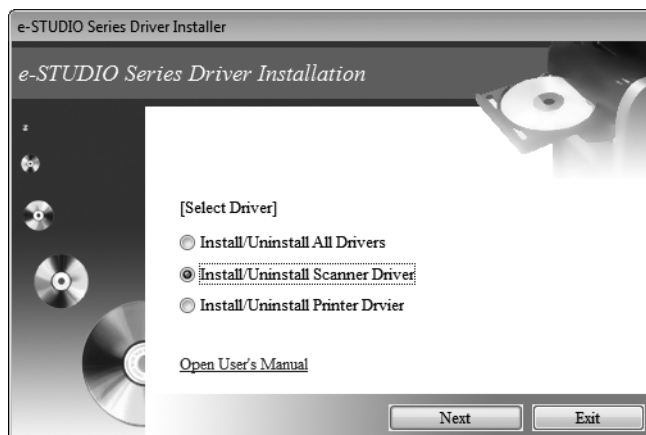 e-STUDIO Series Driver Installer
e-STUDIO Series Driver Installation
[Select Driver]
Install/Uninstall All Drivers
Install/Uninstall Scanner Driver
Install/Uninstall Printer Drvier
Open User's Manual
Next Exit